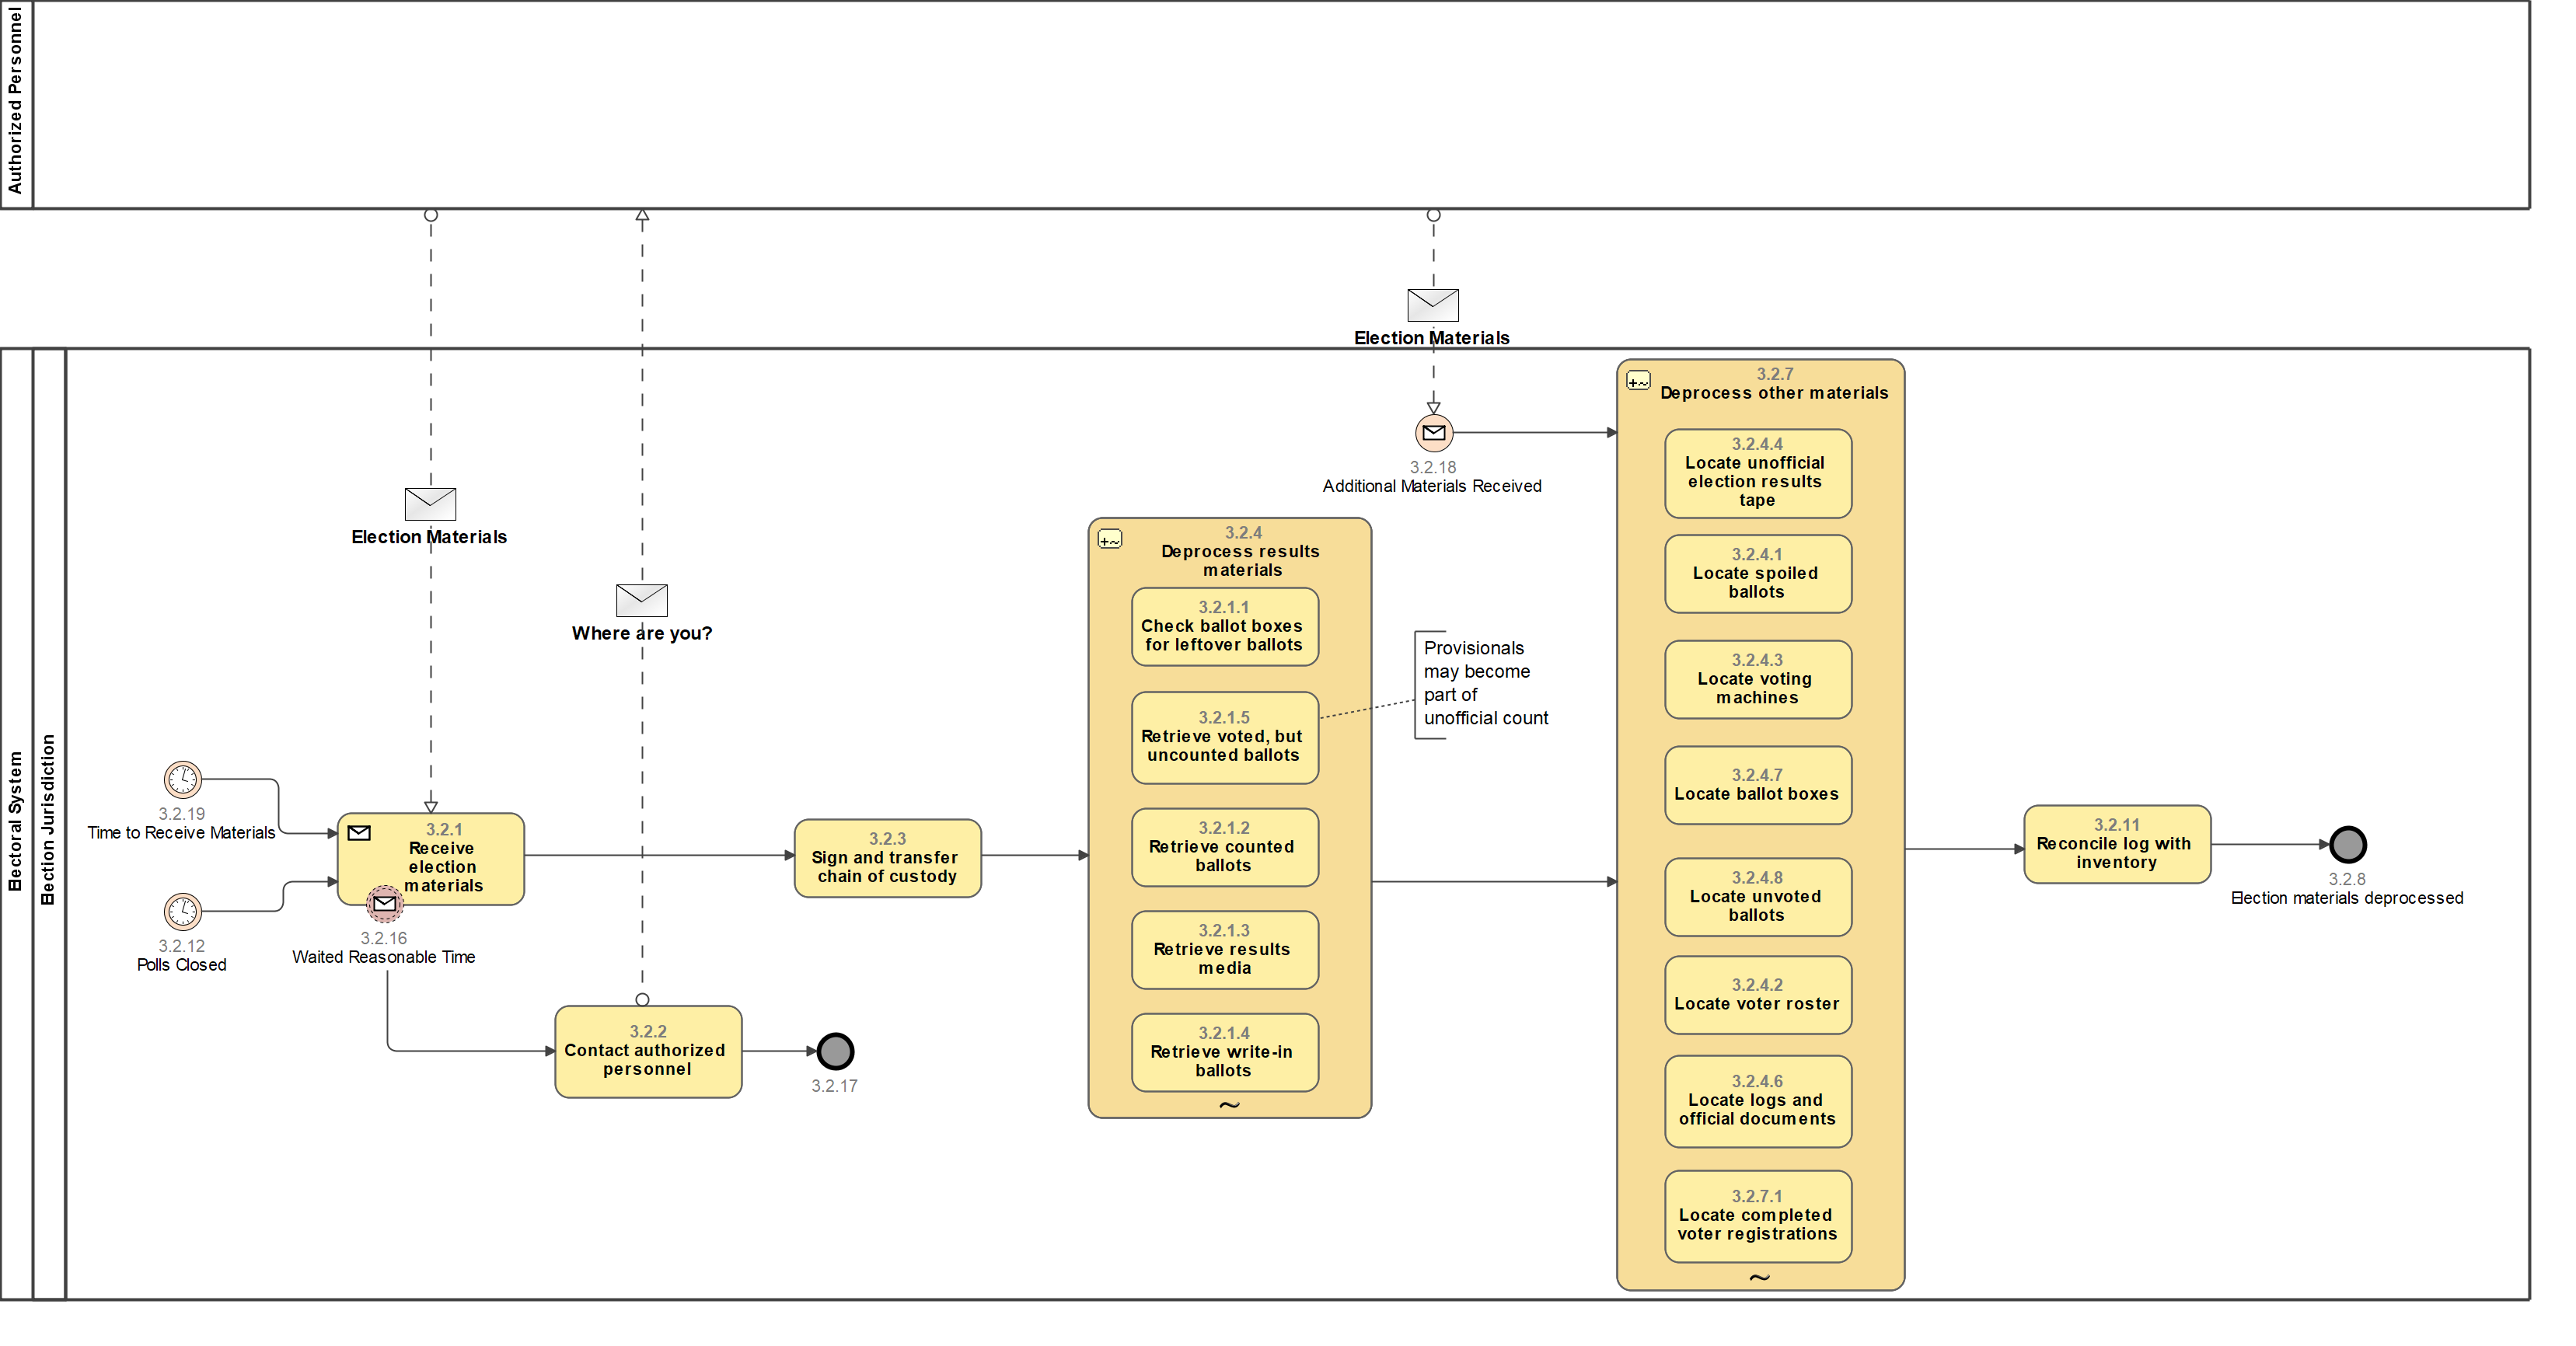 Authorized Personnel
Electoral System
Election Jurisdiction
Election Materials
Where are you?
Election Materials
3.2.19
Time to Receive Materials
3.2.12
Polls Closed
3.2.1
Receive
election
materials
3.2.16
Waited Reasonable Time
3.2.2
Contact authorized
personnel
3.2.17
3.2.3
Sign and transfer
chain of custody
3.2.4
Deprocess results
materials
3.2.1.1
Check ballot boxes
for leftover ballots
3.2.1.5
Retrieve voted, but
uncounted ballots
3.2.1.2
Retrieve counted
ballots
3.2.1.3
Retrieve results
media
3.2.1.4
Retrieve write-in
ballots
Provisionals
may become
part of
unofficial count
3.2.18
Additional Materials Received
3.2.7
Deprocess other materials
3.2.4.4
Locate unofficial
election results
tape
3.2.4.1
Locate spoiled
ballots
3.2.4.3
Locate voting
machines
3.2.4.7
Locate ballot boxes
3.2.4.8
Locate unvoted
ballots
3.2.4.2
Locate voter roster
3.2.4.6
Locate logs and
official documents
3.2.7.1
Locate completed
voter registrations
3.2.11
Reconcile log with
inventory
3.2.8
Election materials deprocessed